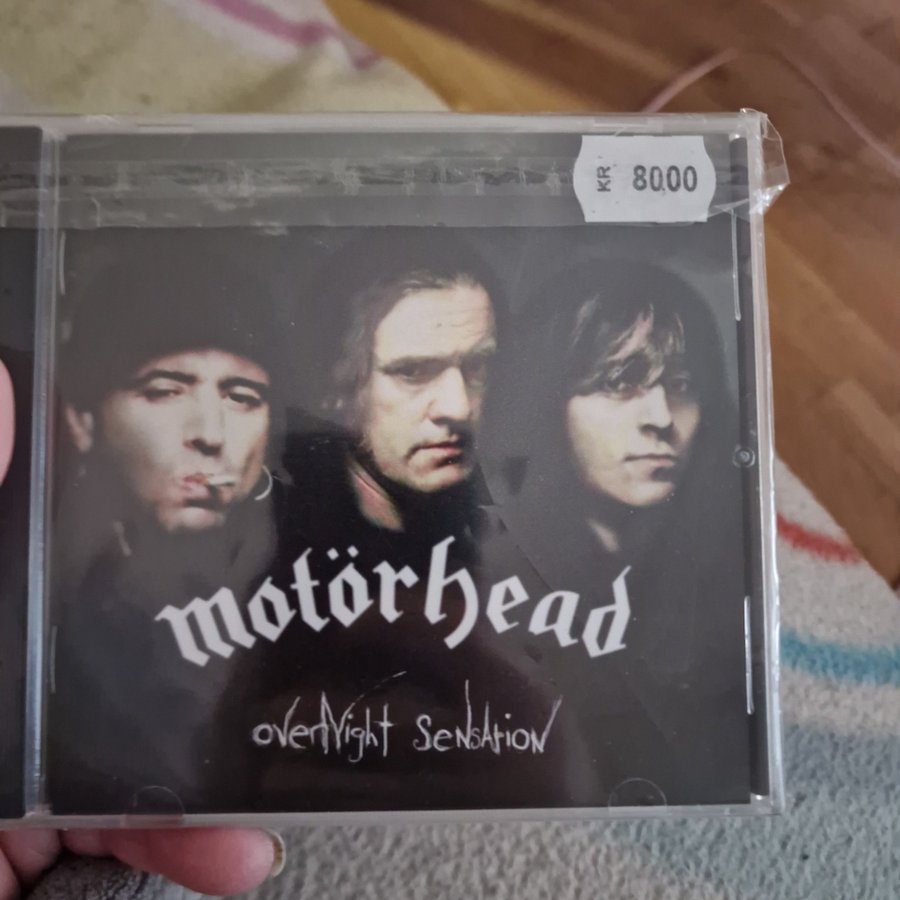 KR 80,00
motörhead
overNight SeNsAtioN